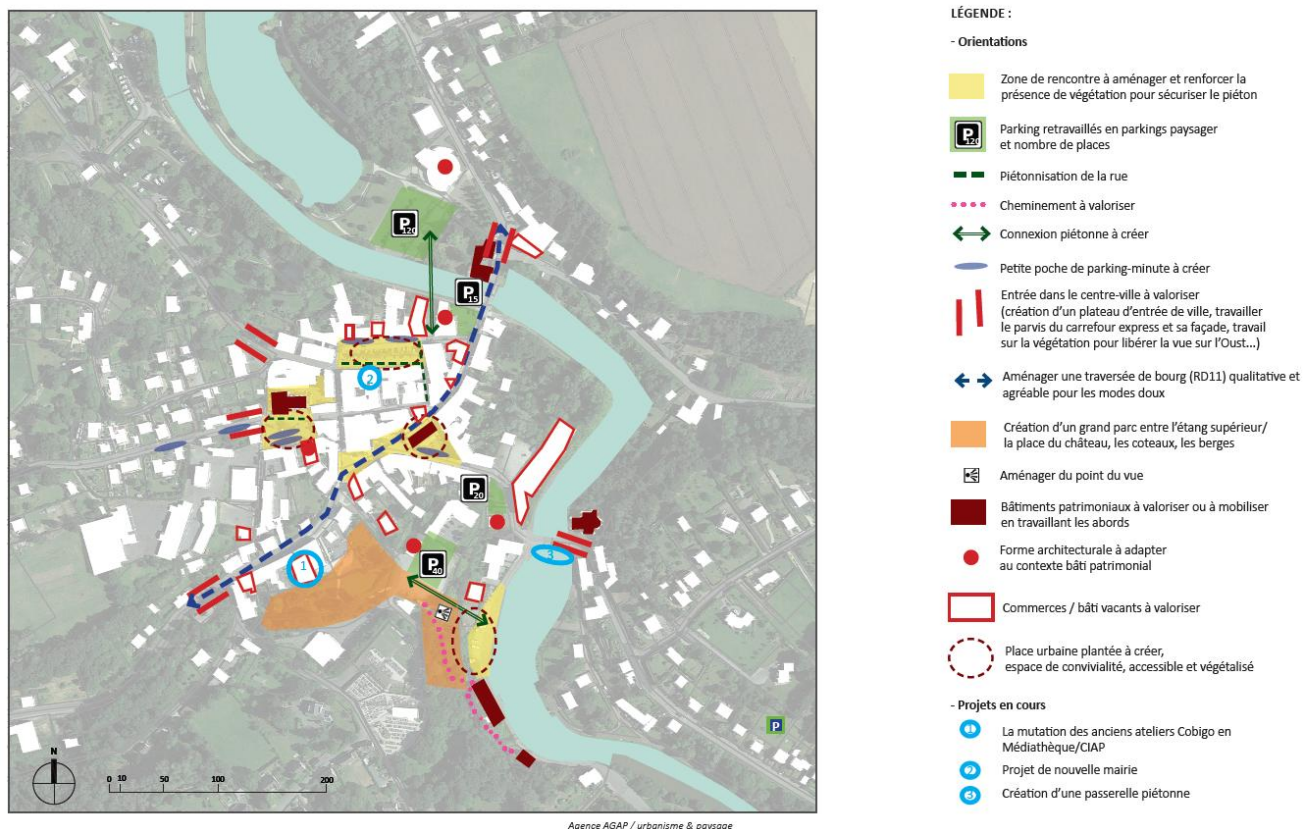 P
120
P
15
2
P
20
3
1
P
40
P
N
0 10 50 100 200
Agence AGAP / urbanisme & paysage
LÉGENDE :
- Orientations
Zone de rencontre à aménager et renforcer la
présence de végétation pour sécuriser le piéton
P
120
Parking retravaillés en parkings paysager
et nombre de places
Piétonnisation de la rue
Cheminement à valoriser
Connexion piétonne à créer
Petite poche de parking-minute à créer
Entrée dans le centre-ville à valoriser
(création d'un plateau d'entrée de ville, travailler
le parvis du carrefour express et sa façade, travail
sur la végétation pour libérer la vue sur l'Oust...)
Aménager une traversée de bourg (RD11) qualitative et
agréable pour les modes doux
Création d'un grand parc entre l'étang supérieur/
la place du château, les coteaux, les berges
Aménager du point du vue
Bâtiments patrimoniaux à valoriser ou à mobiliser
en travaillant les abords
Forme architecturale à adapter
au contexte bâti patrimonial
Commerces / bâti vacants à valoriser
Place urbaine plantée à créer,
espace de convivialité, accessible et végétalisé
- Projets en cours
1 La mutation des anciens ateliers Cobigo en
Médiathèque/CIAP
2 Projet de nouvelle mairie
3 Création d'une passerelle piétonne